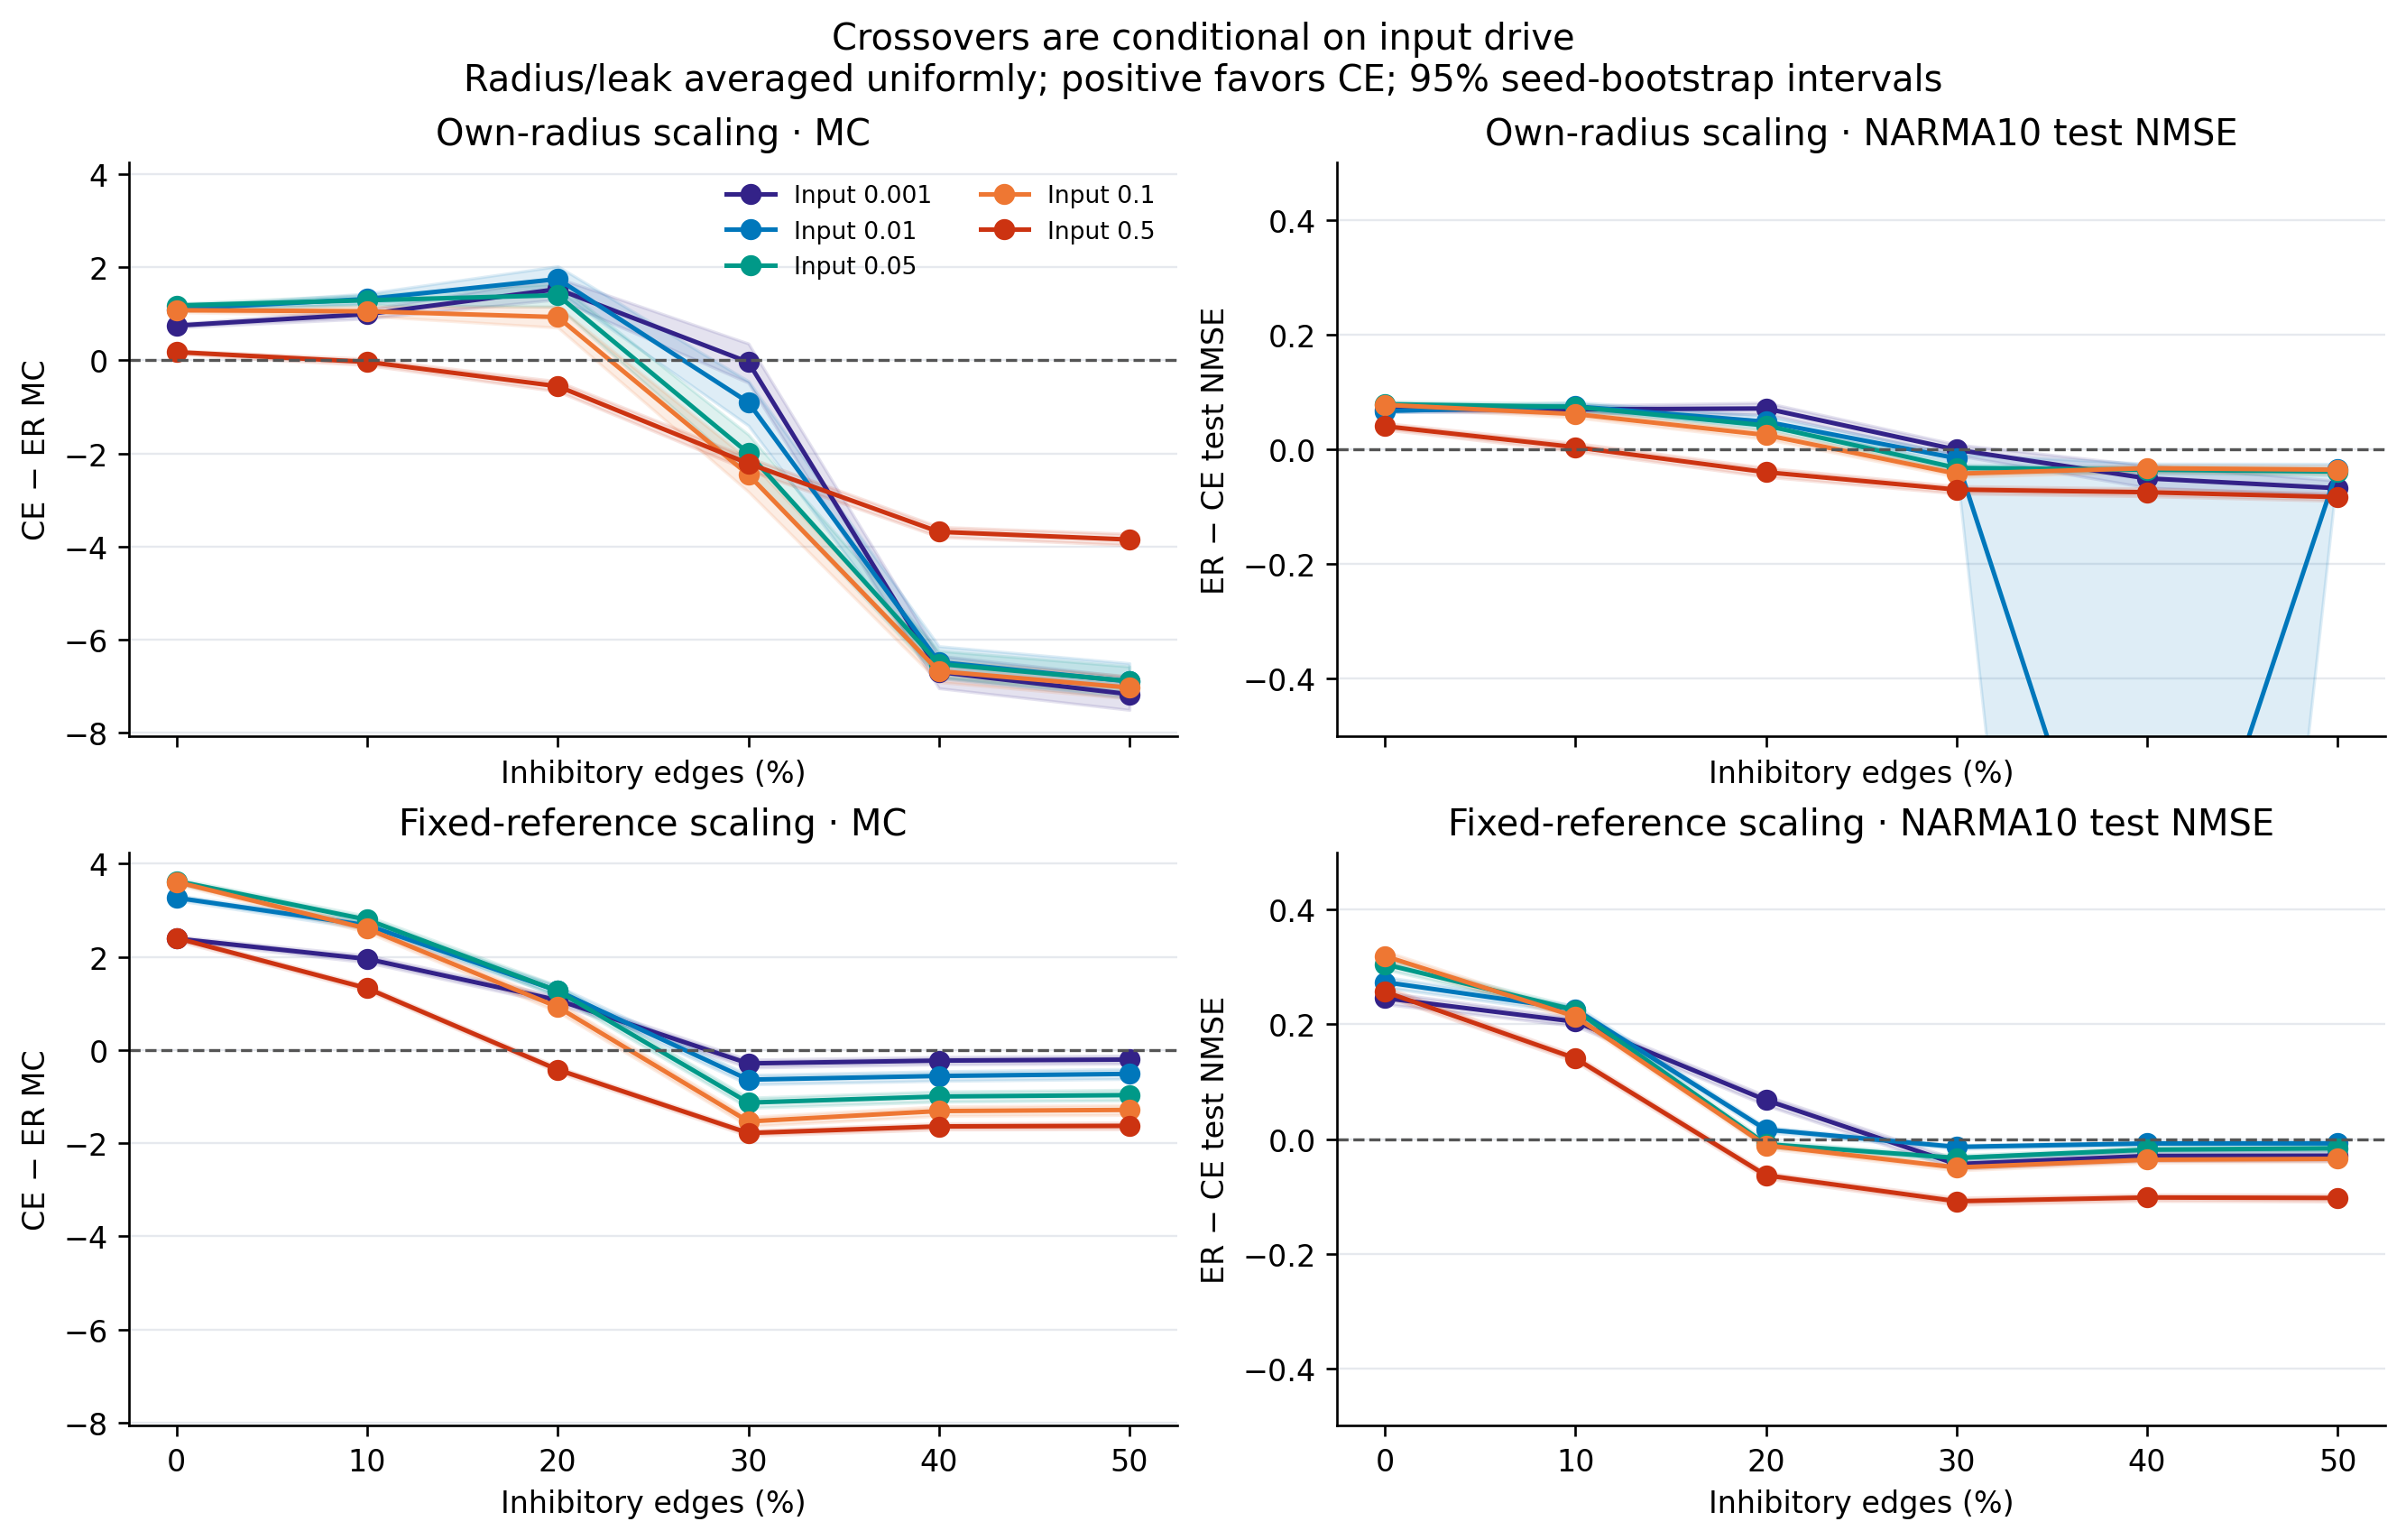 Crossovers are conditional on input drive
Radius/leak averaged uniformly; positive favors CE; 95% seed-bootstrap intervals
Own-radius scaling · MC
4
2
0
−2
−4
−6
−8
CE − ER MC
Input 0.001
Input 0.01
Input 0.05
Input 0.1
Input 0.5
Inhibitory edges (%)
Own-radius scaling · NARMA10 test NMSE
0.4
0.2
0.0
−0.2
−0.4
ER − CE test NMSE
Inhibitory edges (%)
Fixed-reference scaling · MC
4
2
0
−2
−4
−6
−8
CE − ER MC
0 10 20 30 40 50
Inhibitory edges (%)
Fixed-reference scaling · NARMA10 test NMSE
0.4
0.2
0.0
−0.2
−0.4
ER − CE test NMSE
0 10 20 30 40 50
Inhibitory edges (%)